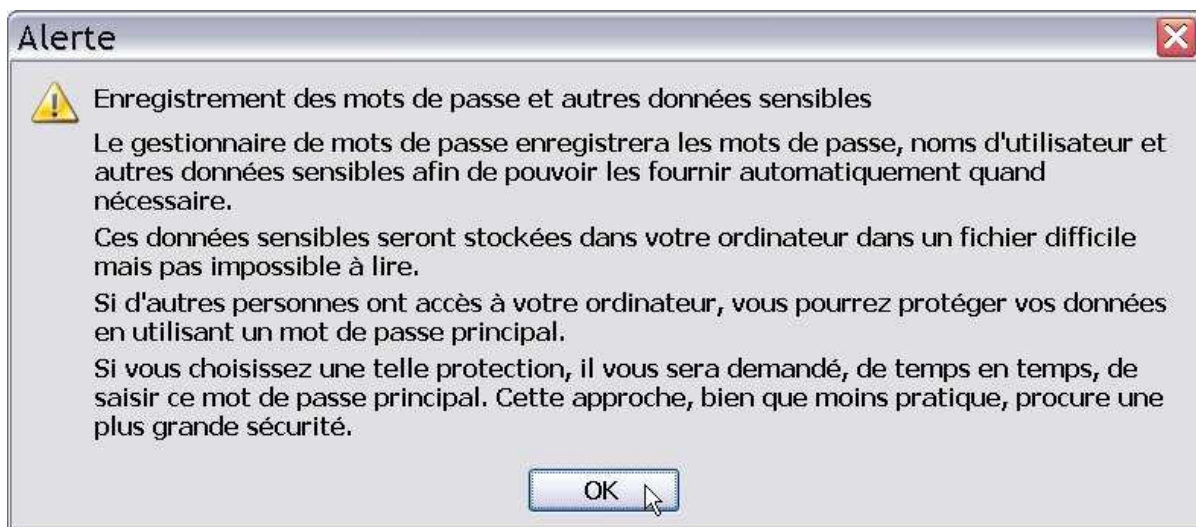 Alerte
Enregistrement des mots de passe et autres données sensibles
Le gestionnaire de mots de passe enregistrera les mots de passe, noms d'utilisateur et
autres données sensibles afin de pouvoir les fournir automatiquement quand
nécessaire.
Ces données sensibles seront stockées dans votre ordinateur dans un fichier difficile
mais pas impossible à lire.
Si d'autres personnes ont accès à votre ordinateur, vous pourrez protéger vos données
en utilisant un mot de passe principal.
Si vous choisissez une telle protection, il vous sera demandé, de temps en temps, de
saisir ce mot de passe principal. Cette approche, bien que moins pratique, procure une
plus grande sécurité.
OK